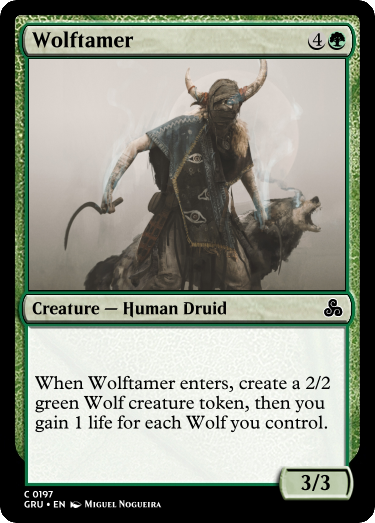 Wolftamer 4
Creature — Human Druid
When Wolftamer enters, create a 2/2
green Wolf creature token, then you
gain 1 life for each Wolf you control.
3/3
C 0197
GRU • EN Miguel Nogueira